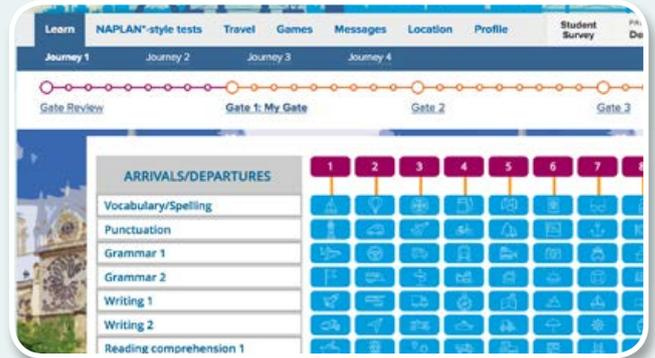 Learn NAPLAN*-style tests Travel Games Messages Location Profile Student Survey
Journey 1 Journey 2 Journey 3 Journey 4
Gate Review Gate 1: My Gate Gate 2 Gate 3
ARRIVALS/DEPARTURES 1 2 3 4 5 6 7 8
Vocabulary/Spelling
Punctuation
Grammar 1
Grammar 2
Writing 1
Writing 2
Reading comprehension 1